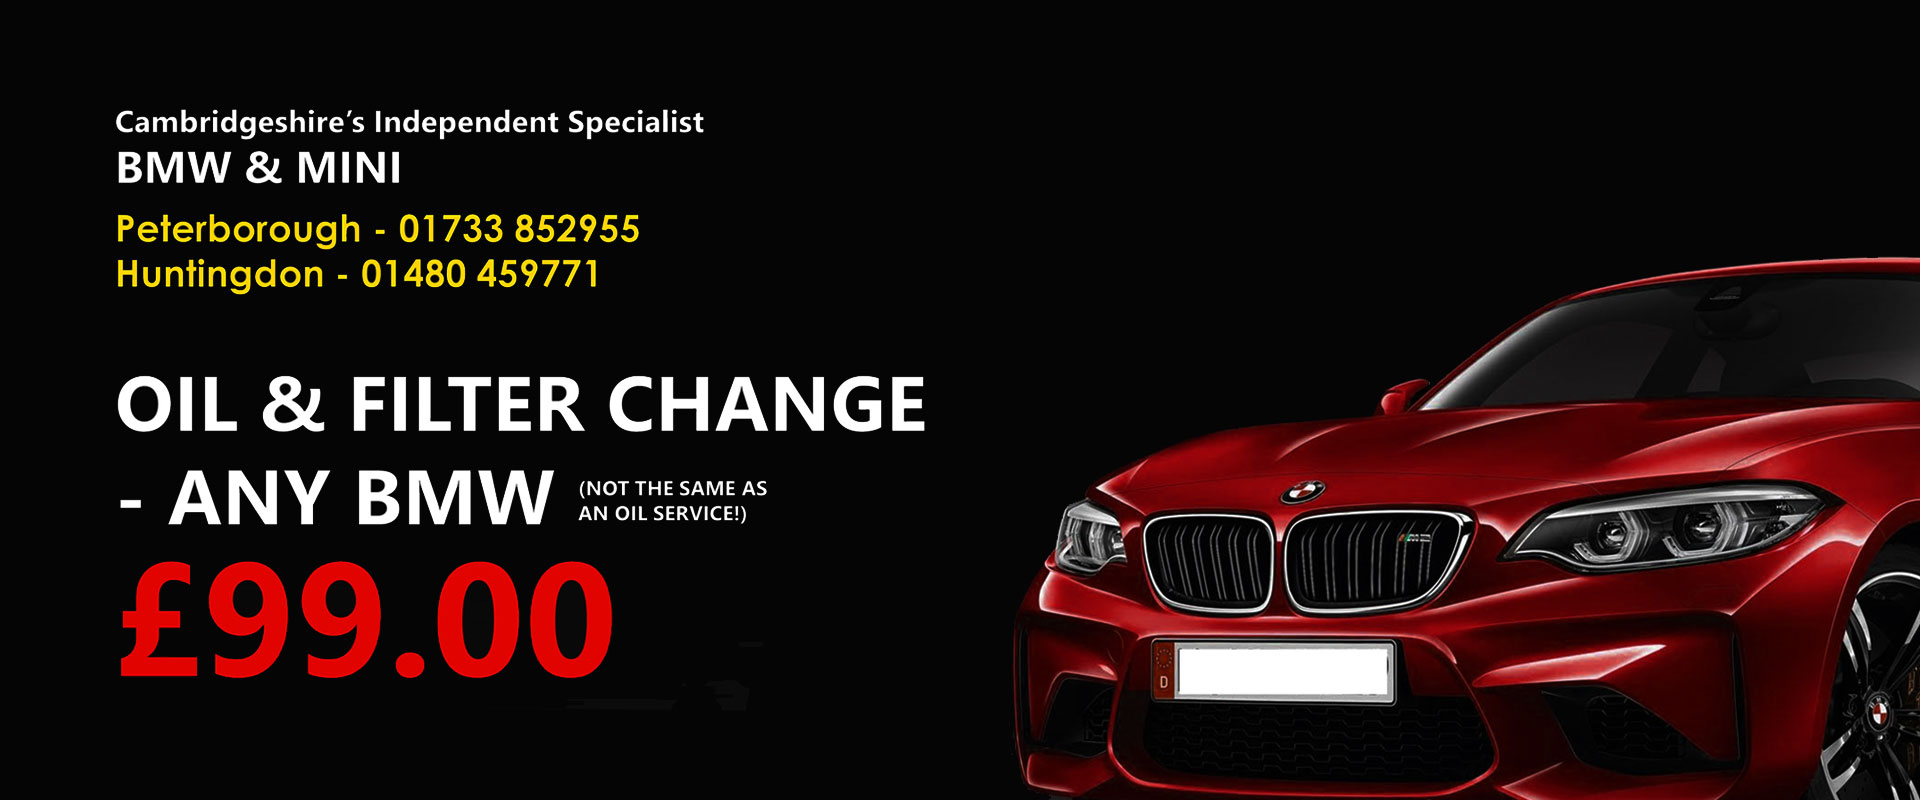 Cambridgeshire’s Independent Specialist
BMW & MINI
Peterborough - 01733 852955
Huntingdon - 01480 459771
OIL & FILTER CHANGE
- ANY BMW (NOT THE SAME AS
AN OIL SERVICE!)
£99.00
D